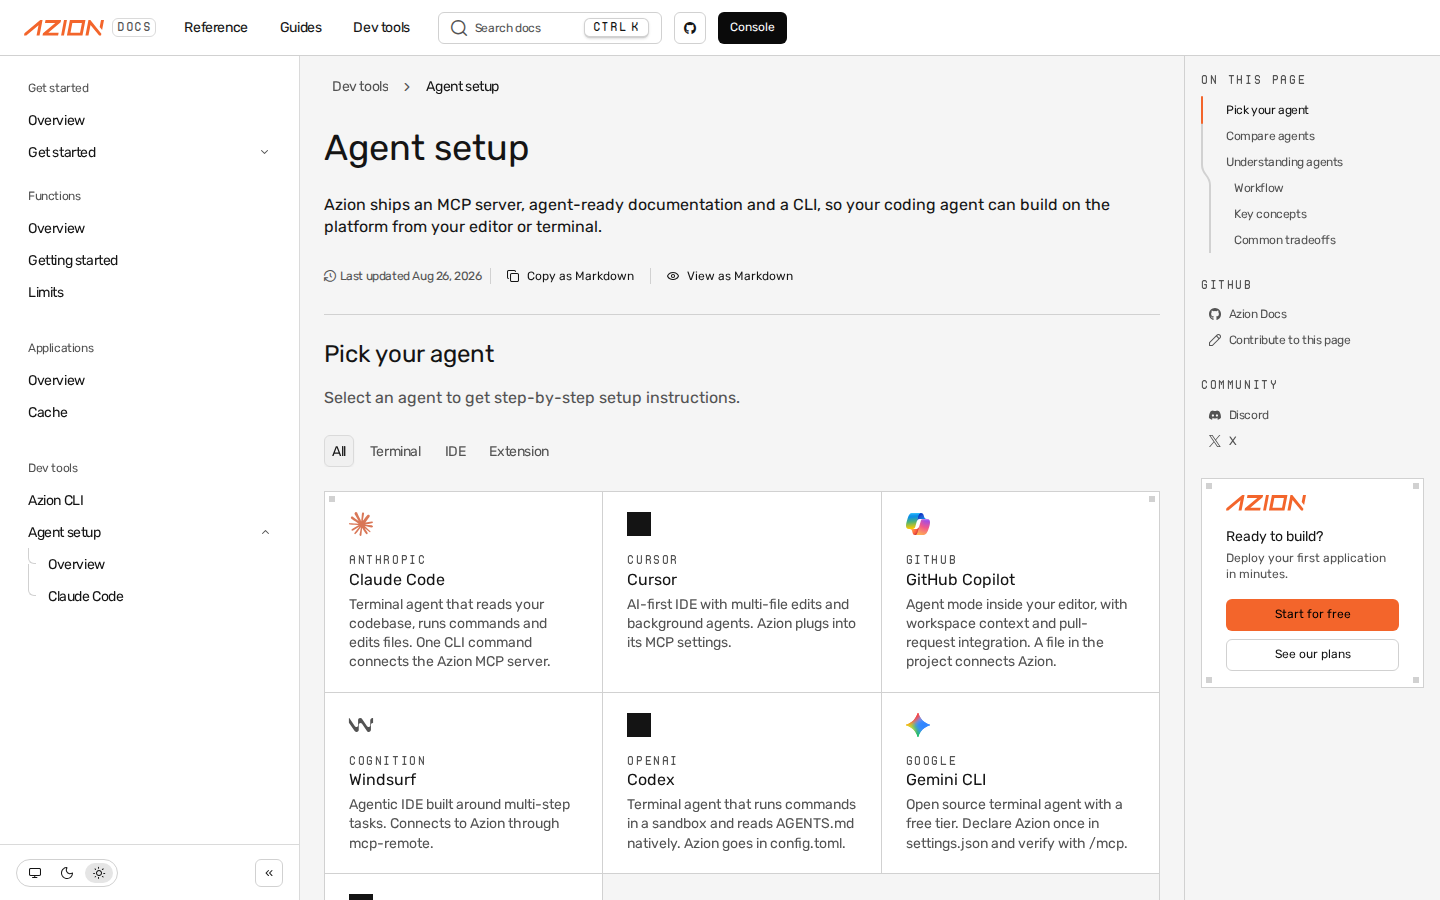 AZION DOCS Reference Guides Dev tools Search docs CTRL K Console
Get started
Overview
Get started
Functions
Overview
Getting started
Limits
Applications
Overview
Cache
Dev tools
Azion CLI
Agent setup
Overview
Claude Code
Dev tools > Agent setup
Agent setup
Azion ships an MCP server, agent-ready documentation and a CLI, so your coding agent can build on the
platform from your editor or terminal.
Last updated Aug 26, 2026 Copy as Markdown View as Markdown
Pick your agent
Select an agent to get step-by-step setup instructions.
All Terminal IDE Extension
ANTHROPIC
Claude Code
Terminal agent that reads your
codebase, runs commands and
edits files. One CLI command
connects the Azion MCP server.
CURSOR
Cursor
AI-first IDE with multi-file edits and
background agents. Azion plugs into
its MCP settings.
GITHUB
GitHub Copilot
Agent mode inside your editor, with
workspace context and pull-
request integration. A file in the
project connects Azion.
COGNITION
Windsurf
Agentic IDE built around multi-step
tasks. Connects to Azion through
mcp-remote.
OPENAI
Codex
Terminal agent that runs commands
in a sandbox and reads AGENTS.md
natively. Azion goes in config.toml.
GOOGLE
Gemini CLI
Open source terminal agent with a
free tier. Declare Azion once in
settings.json and verify with /mcp.
ON THIS PAGE
Pick your agent
Compare agents
Understanding agents
Workflow
Key concepts
Common tradeoffs
GITHUB
Azion Docs
Contribute to this page
COMMUNITY
Discord
X
AZION
Ready to build?
Deploy your first application
in minutes.
Start for free
See our plans